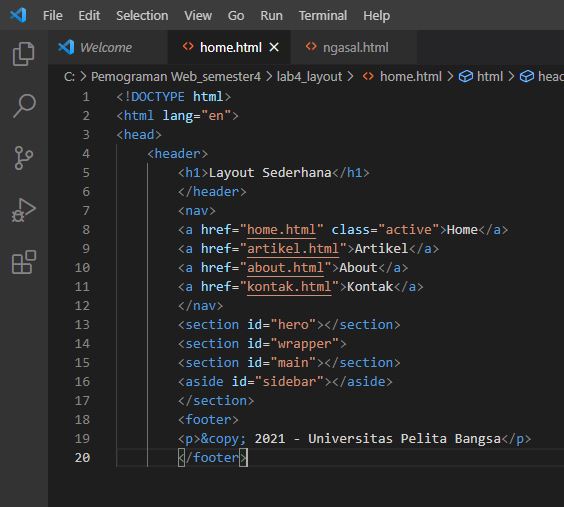 File Edit Selection View Go Run Terminal Help
Welcome home.html ngasal.html
C: > Pemograman Web_semester4 > lab4_layout > home.html > html > head
1 <!DOCTYPE html>
2 <html lang="en">
3 <head>
4 <header>
5 <h1>Layout Sederhana</h1>
6 </header>
7 <nav>
8 <a href="home.html" class="active">Home</a>
9 <a href="artikel.html">Artikel</a>
10 <a href="about.html">About</a>
11 <a href="kontak.html">Kontak</a>
12 </nav>
13 <section id="hero"></section>
14 <section id="wrapper">
15 <section id="main"></section>
16 <aside id="sidebar"></aside>
17 </section>
18 <footer>
19 <p>&copy; 2021 - Universitas Pelita Bangsa</p>
20 </footer>